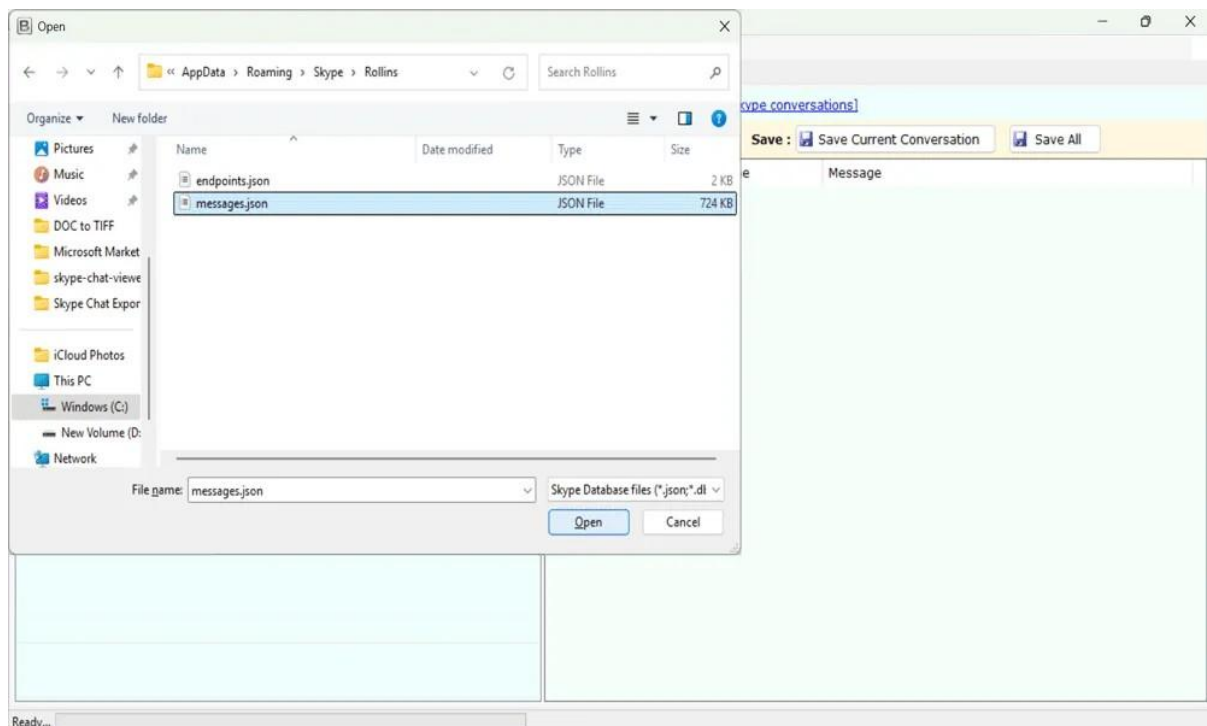 Open
« AppData > Roaming > Skype > Rollins
Search Rollins
Organize
New folder
Name
Date modified
Type
Size
Pictures
Music
Videos
DOC to TIFF
Microsoft Market
skype-chat-viewe
Skype Chat Expor
iCloud Photos
This PC
Windows (C:)
New Volume (D:
Network
endpoints.json JSON File 2 KB
messages.json JSON File 724 KB
File name: messages.json
Skype Database files (*.json;*.dl
Open
Cancel
kype conversations]
Save : Save Current Conversation Save All
e Message
Ready...